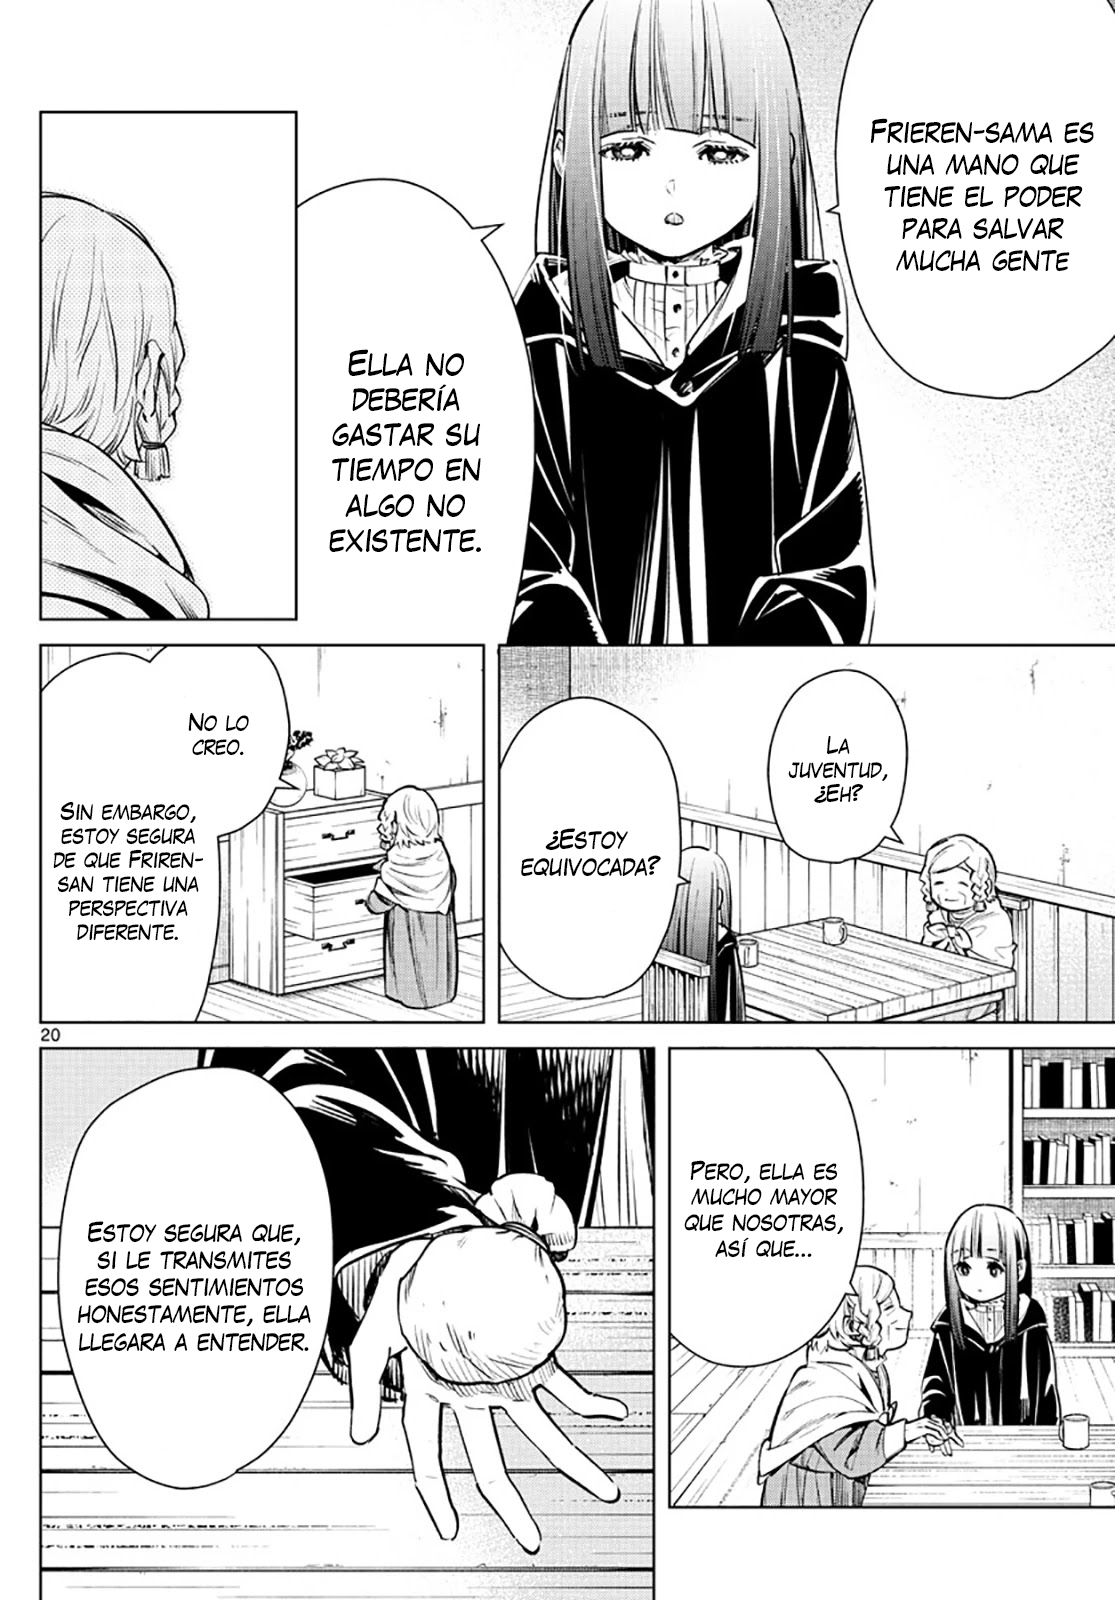 FRIEREN-SAMA ES
UNA MANO QUE
TIENE EL PODER
PARA SALVAR
MUCHA GENTE
ELLA NO
DEBERÍA
GASTAR SU
TIEMPO EN
ALGO NO
EXISTENTE.
LA
JUVENTUD,
¿EH?
¿ESTOY
EQUIVOCADA?
NO LO
CREO.
SIN EMBARGO,
ESTOY SEGURA
DE QUE FRIREN-
SAN TIENE UNA
PERSPECTIVA
DIFERENTE.
20
PERO, ELLA ES
MUCHO MAYOR
QUE NOSOTRAS,
ASÍ QUE...
ESTOY SEGURA QUE,
SI LE TRANSMITES
ESOS SENTIMIENTOS
HONESTAMENTE, ELLA
LLEGARA A ENTENDER.